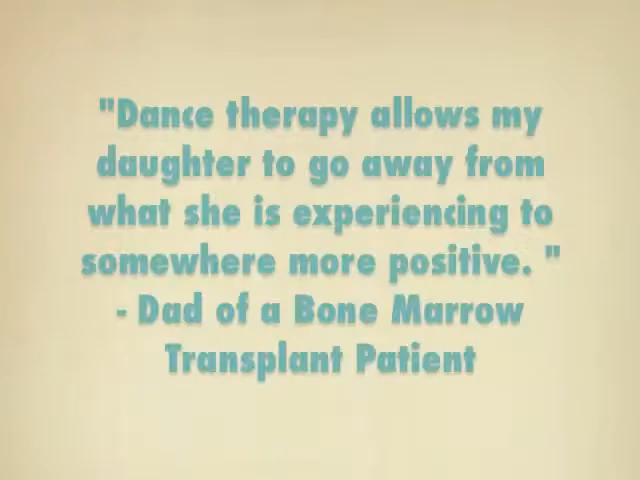 "Dance therapy allows my
daughter to go away from
what she is experiencing to
somewhere more positive. "
- Dad of a Bone Marrow
Transplant Patient